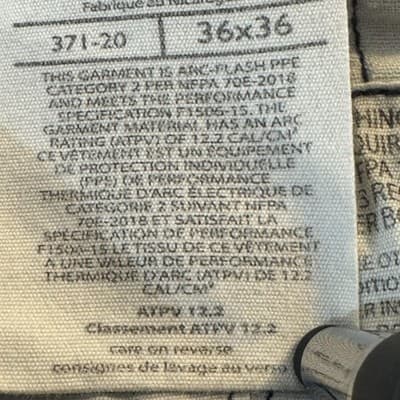 Fabriqué au Nicaragua
371-20
36x36
THIS GARMENT IS ARC-FLASH PPE
CATEGORY 2 PER NFPA 70E-2018
AND MEETS THE PERFORMANCE
SPECIFICATION F1506-15. THE
GARMENT MATERIAL HAS AN ARC
RATING (ATPV) OF 12.2 CAL/CM²
CE VÊTEMENT EST UN ÉQUIPEMENT
DE PROTECTION INDIVIDUELLE
(PPE) DE PERFORMANCE
THERMIQUE D'ARC ÉLECTRIQUE DE
CATEGORIE 2 SUIVANT NFPA
70E-2018 ET SATISFAIT LA
SPÉCIFICATION DE PERFORMANCE
F1506-15 LE TISSU DE CE VÊTEMENT
A UNE VALEUR DE PERFORMANCE
THERMIQUE D'ARC (ATPV) DE 12.2
CAL/CM²
ATPV 12.2
Classement ATPV 12.2
care on reverse
consignes de lavage au verso